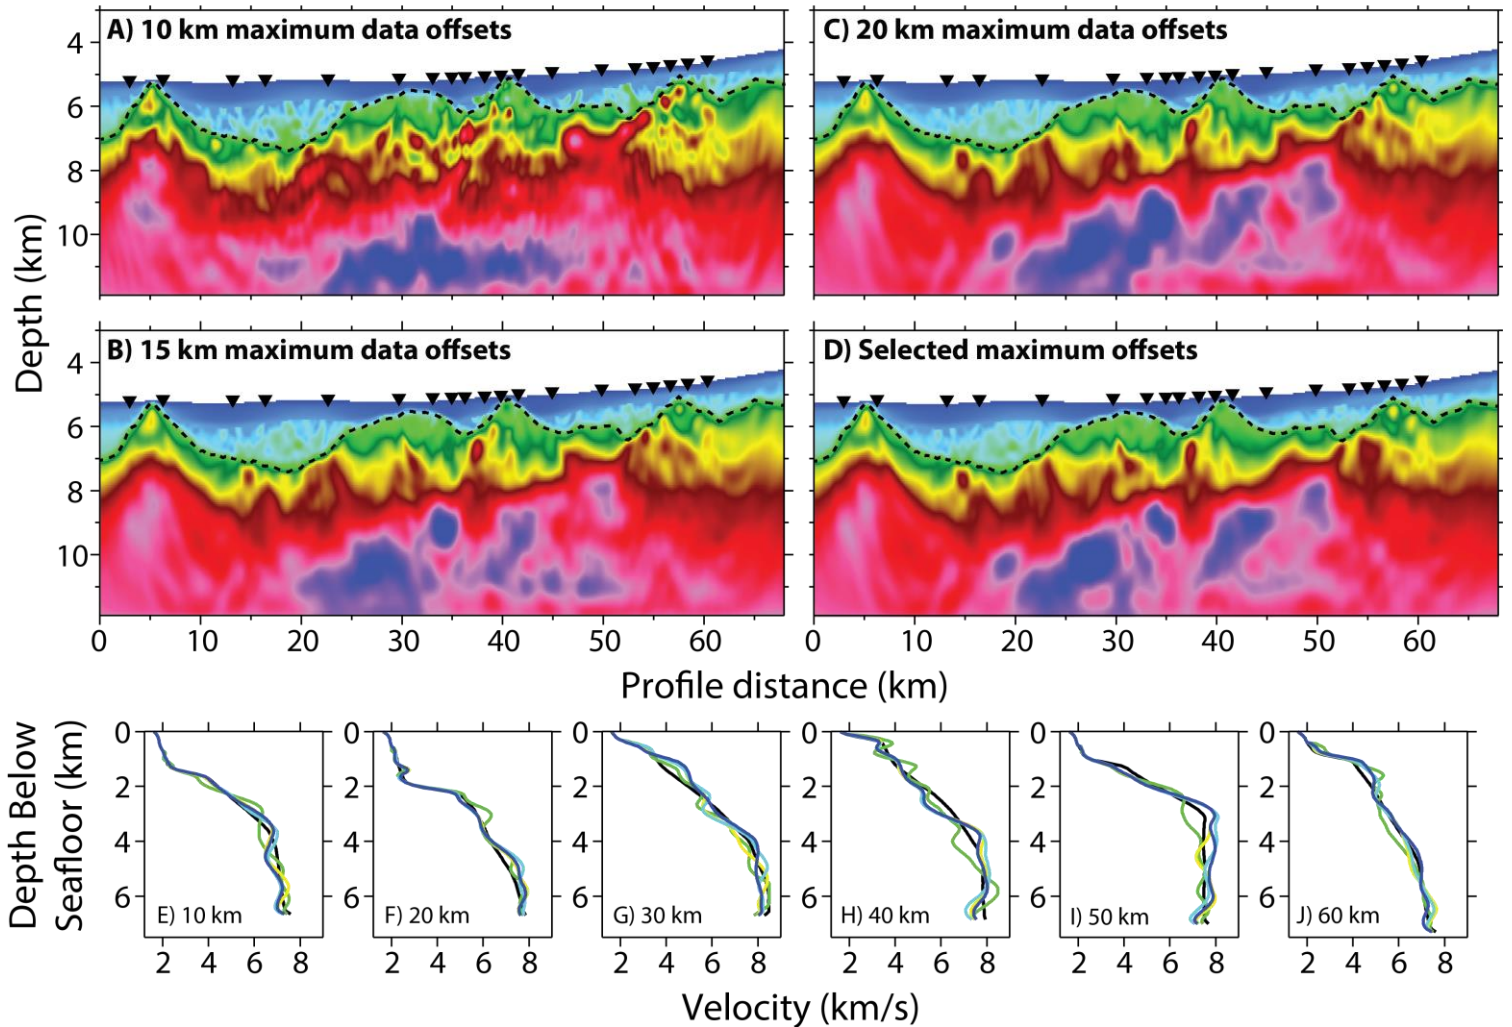 A) 10 km maximum data offsets
C) 20 km maximum data offsets
4
6
8
10
B) 15 km maximum data offsets
D) Selected maximum offsets
4
6
8
10
Depth (km)
0 10 20 30 40 50 60
0 10 20 30 40 50 60
Profile distance (km)
Depth Below
Seafloor (km)
0 0 0 0 0 0
2 2 2 2 2 2
4 4 4 4 4 4
6 6 6 6 6 6
E) 10 km
F) 20 km
G) 30 km
H) 40 km
I) 50 km
J) 60 km
2 4 6 8
2 4 6 8
2 4 6 8
2 4 6 8
2 4 6 8
2 4 6 8
Velocity (km/s)